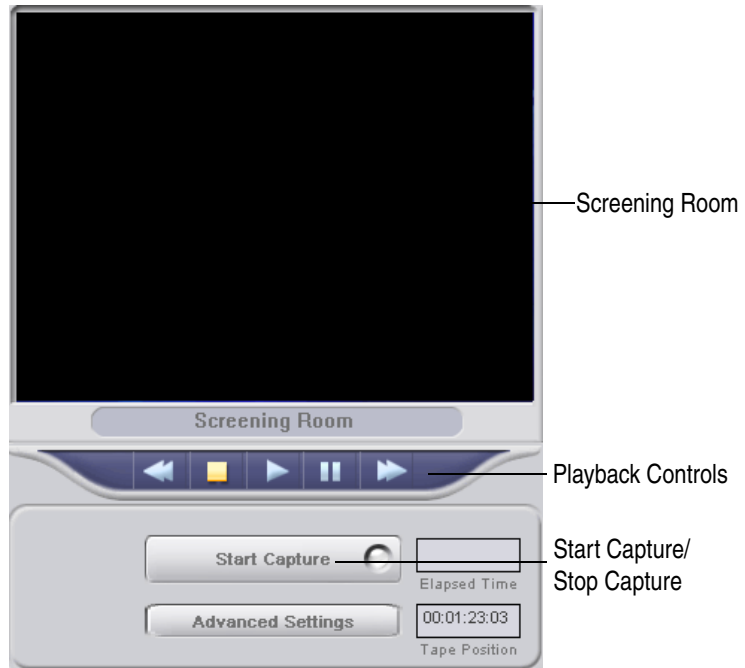 Screening Room
Screening Room
Playback Controls
Start Capture
Start Capture/
Stop Capture
Elapsed Time
Advanced Settings
00:01:23:03
Tape Position